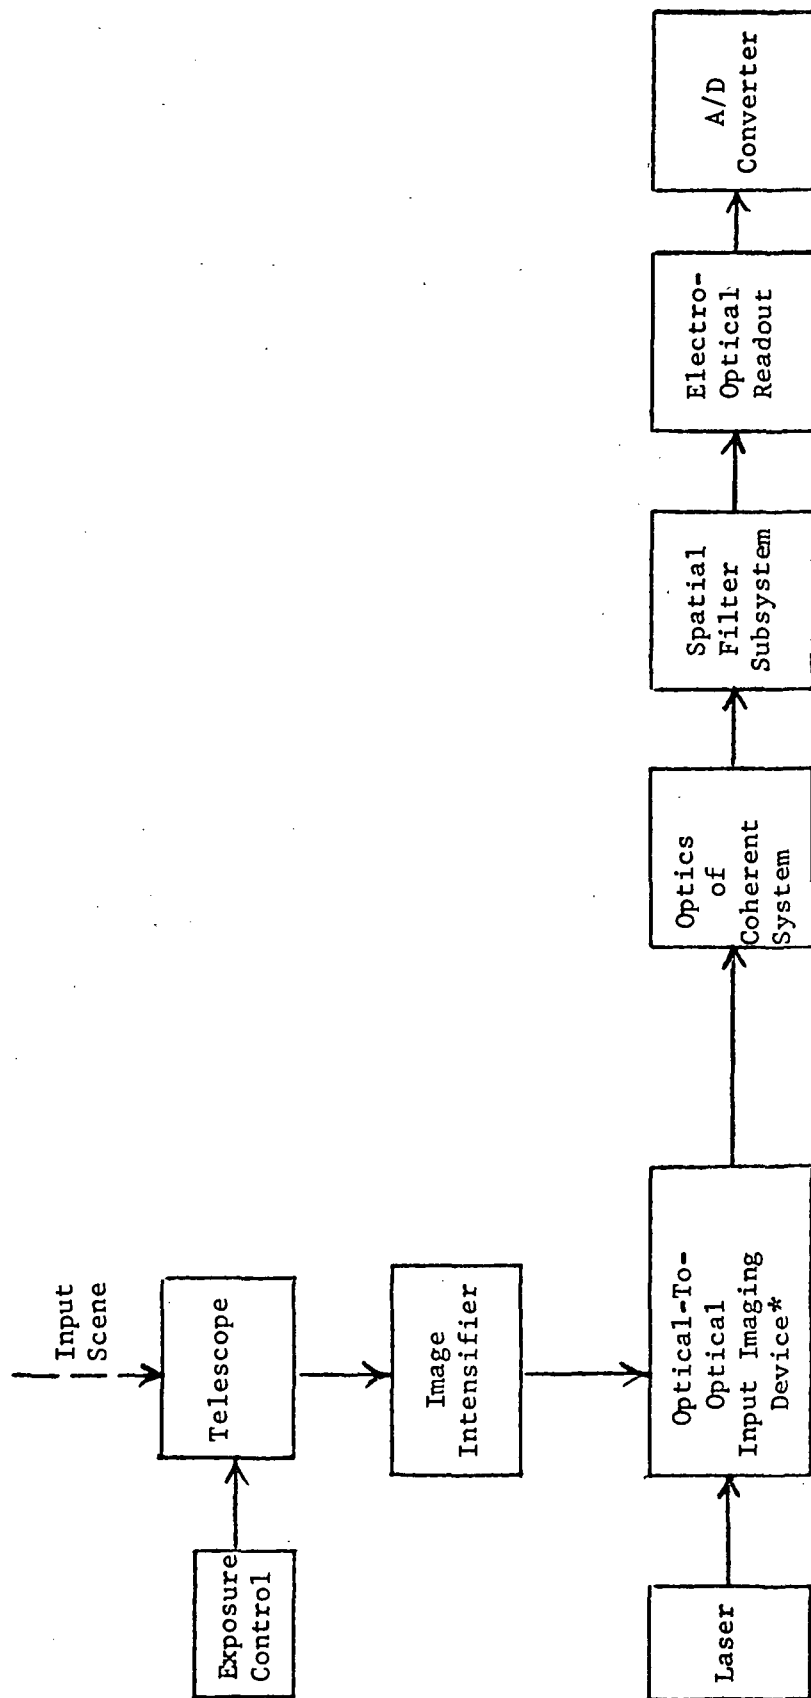 Input
Scene
Exposure
Control
Telescope
Image
Intensifier
Laser
Optical-To-
Optical
Input Imaging
Device*
Optics
of
Coherent
System
Spatial
Filter
Subsystem
Electro-
Optical
Readout
A/D
Converter